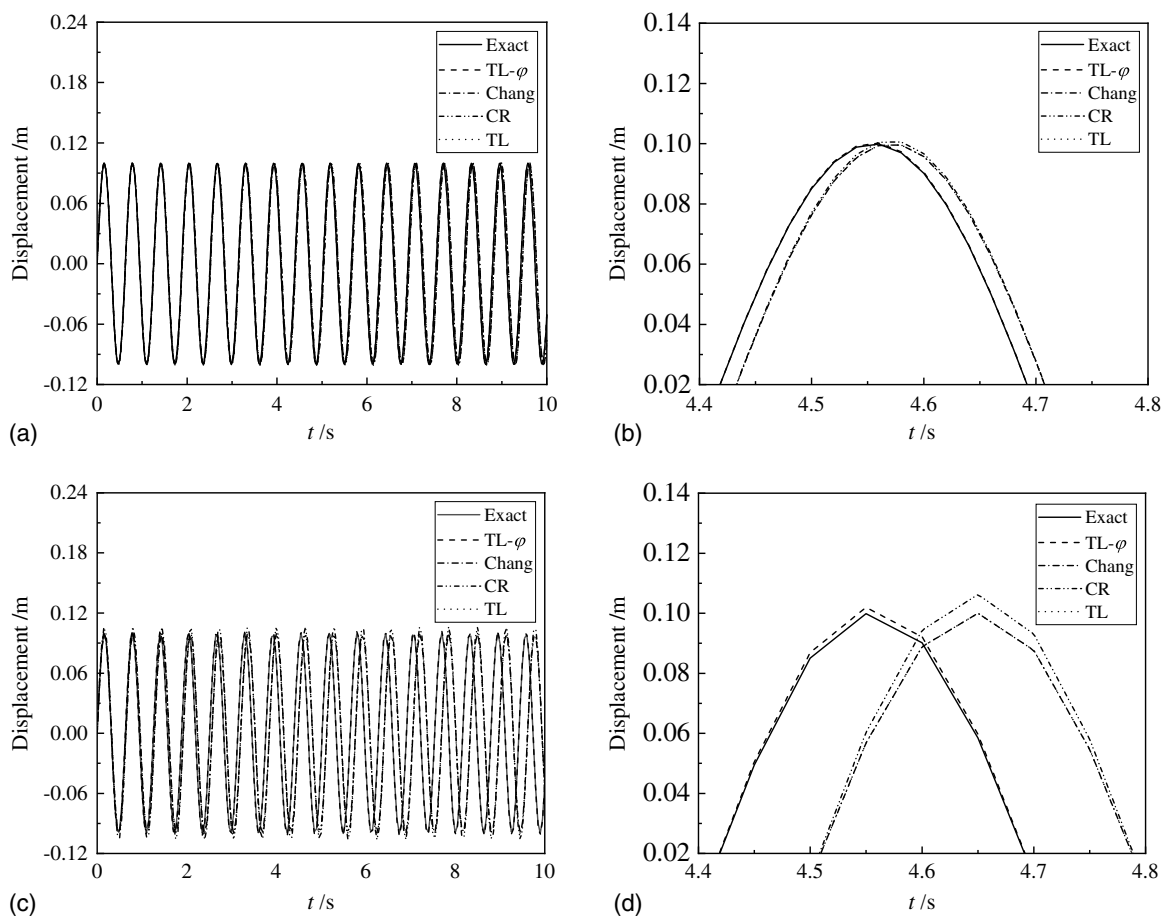 0.24
0.18
0.12
0.06
0.00
-0.06
-0.12
Displacement /m
0
2
4
6
8
10
t /s
(a)
Exact
TL-φ
Chang
CR
TL
0.14
0.12
0.10
0.08
0.06
0.04
0.02
Displacement /m
4.4
4.5
4.6
4.7
4.8
t /s
(b)
Exact
TL-φ
Chang
CR
TL
0.24
0.18
0.12
0.06
0.00
-0.06
-0.12
Displacement /m
0
2
4
6
8
10
t /s
(c)
Exact
TL-φ
Chang
CR
TL
0.14
0.12
0.10
0.08
0.06
0.04
0.02
Displacement /m
4.4
4.5
4.6
4.7
4.8
t /s
(d)
Exact
TL-φ
Chang
CR
TL